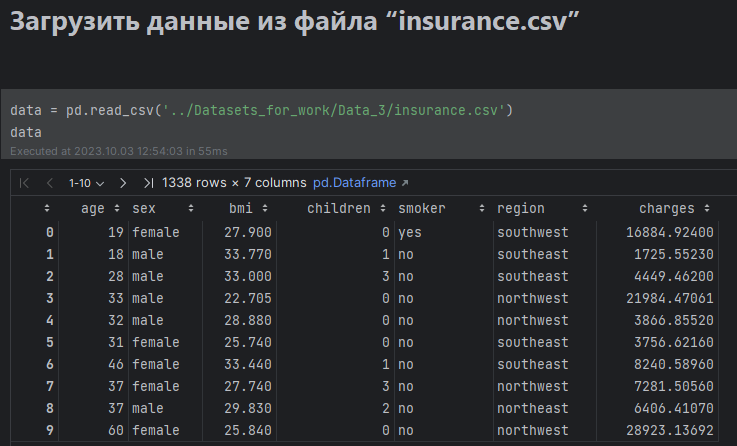 Загрузить данные из файла “insurance.csv”
data = pd.read_csv('../Datasets_for_work/Data_3/insurance.csv')
data
Executed at 2023.10.03 12:54:03 in 55ms
1-10 1338 rows × 7 columns pd.Dataframe
age sex bmi children smoker region charges
0 19 female 27.900 0 yes southwest 16884.92400
1 18 male 33.770 1 no southeast 1725.55230
2 28 male 33.000 3 no southeast 4449.46200
3 33 male 22.705 0 no northwest 21984.47061
4 32 male 28.880 0 no northwest 3866.85520
5 31 female 25.740 0 no southeast 3756.62160
6 46 female 33.440 1 no southeast 8240.58960
7 37 female 27.740 3 no northwest 7281.50560
8 37 male 29.830 2 no northeast 6406.41070
9 60 female 25.840 0 no northwest 28923.13692